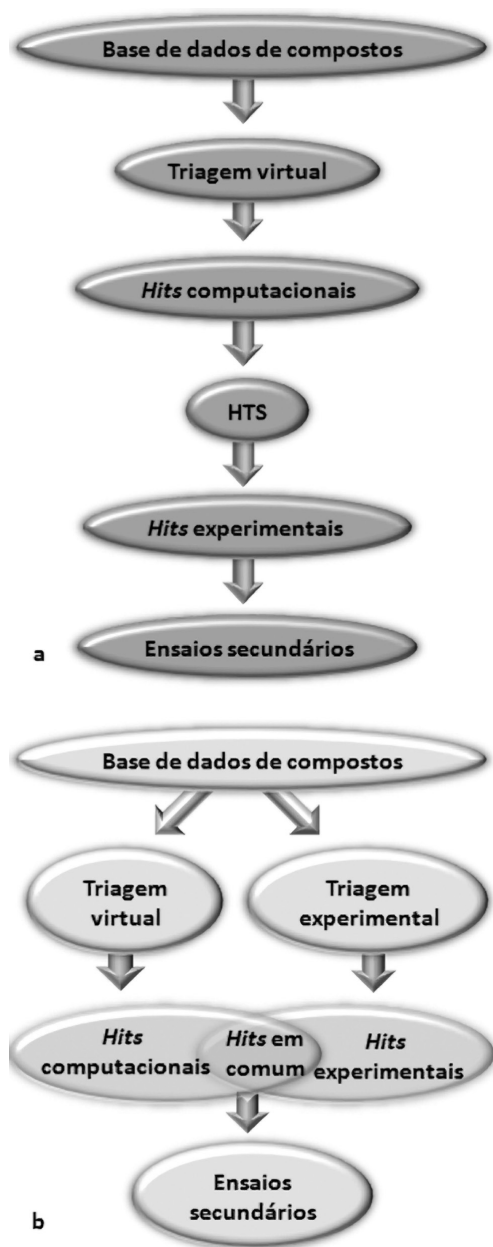 Base de dados de compostos
Triagem virtual
Hits computacionais
HTS
Hits experimentais
Ensaios secundários
a
Base de dados de compostos
Triagem
virtual
Triagem
experimental
Hits
computacionais
Hits em
comum
Hits
experimentais
Ensaios
secundários
b